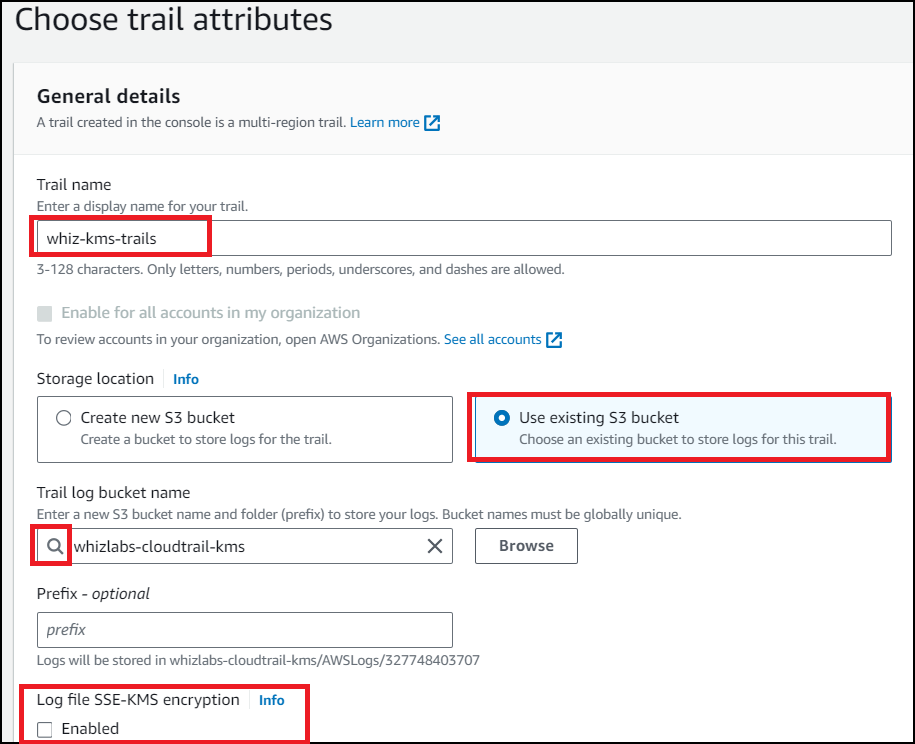 Choose trail attributes
General details
A trail created in the console is a multi-region trail. Learn more
Trail name
Enter a display name for your trail.
whiz-kms-trails
3-128 characters. Only letters, numbers, periods, underscores, and dashes are allowed.
Enable for all accounts in my organization
To review accounts in your organization, open AWS Organizations. See all accounts
Storage location Info
Create new S3 bucket
Create a bucket to store logs for the trail.
Use existing S3 bucket
Choose an existing bucket to store logs for this trail.
Trail log bucket name
Enter a new S3 bucket name and folder (prefix) to store your logs. Bucket names must be globally unique.
whizlabs-cloudtrail-kms
Browse
Prefix - optional
prefix
Logs will be stored in whizlabs-cloudtrail-kms/AWSLogs/327748403707
Log file SSE-KMS encryption Info
Enabled